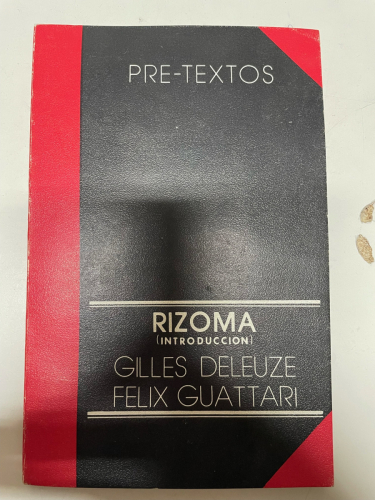 PRE-TEXTOS
RIZOMA
(INTRODUCCION)
GILLES DELEUZE
FELIX GUATTARI